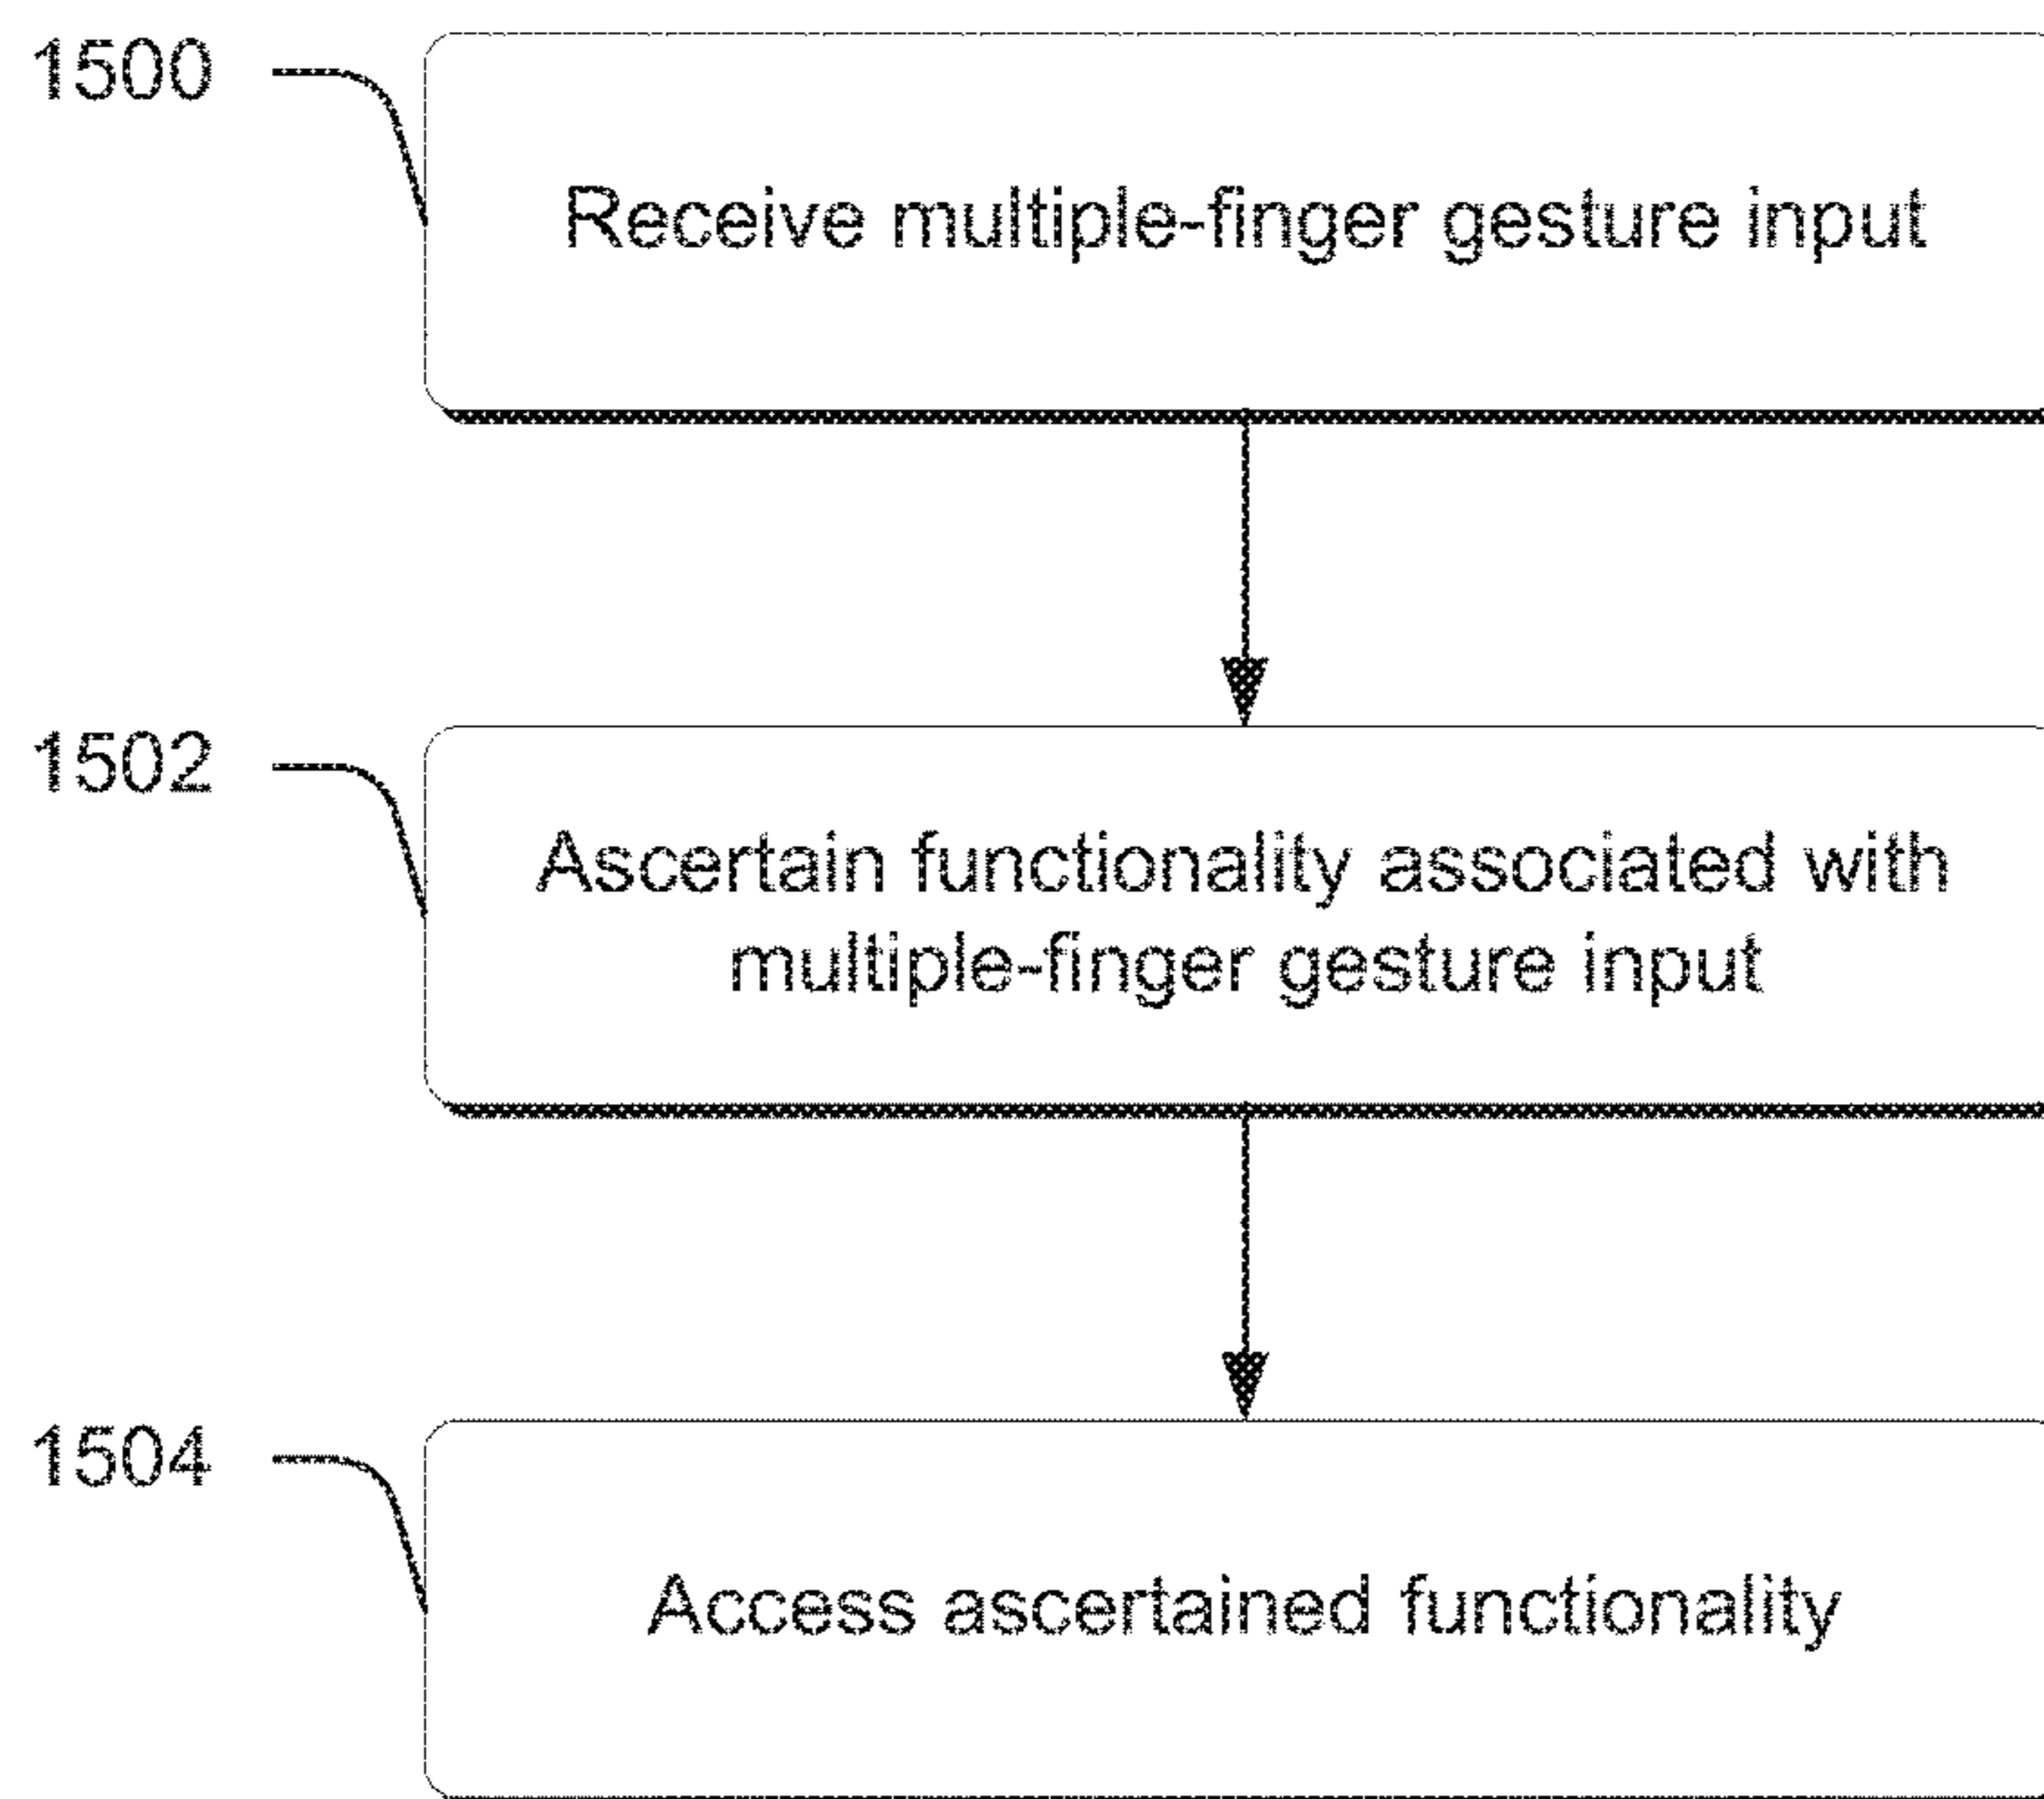 1500
Receive multiple-finger gesture input
1502
Ascertain functionality associated with
multiple-finger gesture input
1504
Access ascertained functionality